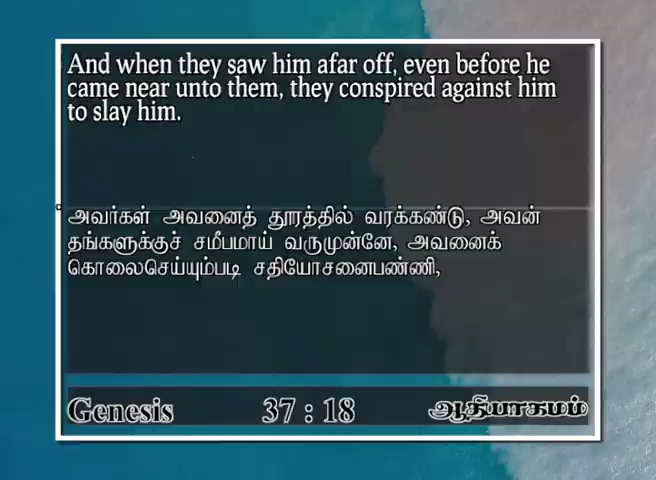 And when they saw him afar off, even before he
came near unto them, they conspired against him
to slay him.
அவர்கள் அவனைத் தூரத்தில் வரக்கண்டு, அவன்
தங்களுக்குச் சமீபமாய் வருமுன்னே, அவனைக்
கொலைசெய்யும்படி சதியோசனைபண்ணி,
Genesis 37 : 18 ஆதியாகமம்